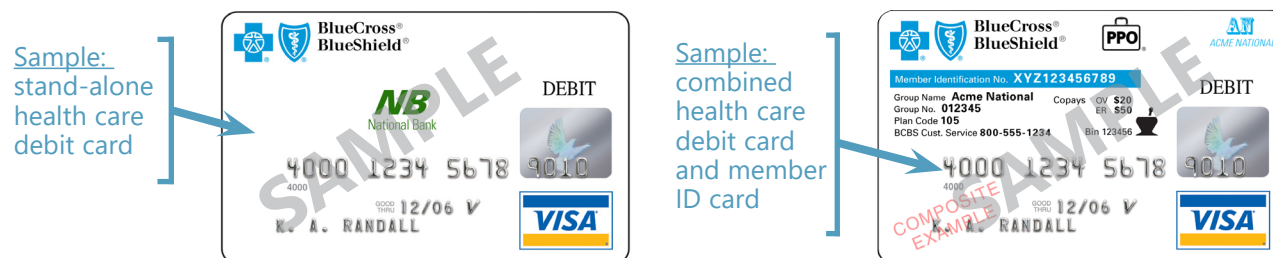 Sample:
stand-alone
health care
debit card
BlueCross®
BlueShield®
NB
National Bank
DEBIT
SAMPLE
4000 1234 5678 9010
4000
GOOD THRU 12/06 V
K. A. RANDALL
VISA
Sample:
combined
health care
debit card
and member
ID card
BlueCross®
BlueShield®
PPO
AN
ACME NATIONAL
Member Identification No. XYZ123456789
Group Name Acme National Copays OV $20
Group No. 012345 ER $50
Plan Code 105
BCBS Cust. Service 800-555-1234 Bin 123456
DEBIT
SAMPLE
4000 1234 5678 9010
4000
COMPOSITE
EXAMPLE
GOOD THRU 12/06 V
K. A. RANDALL
VISA